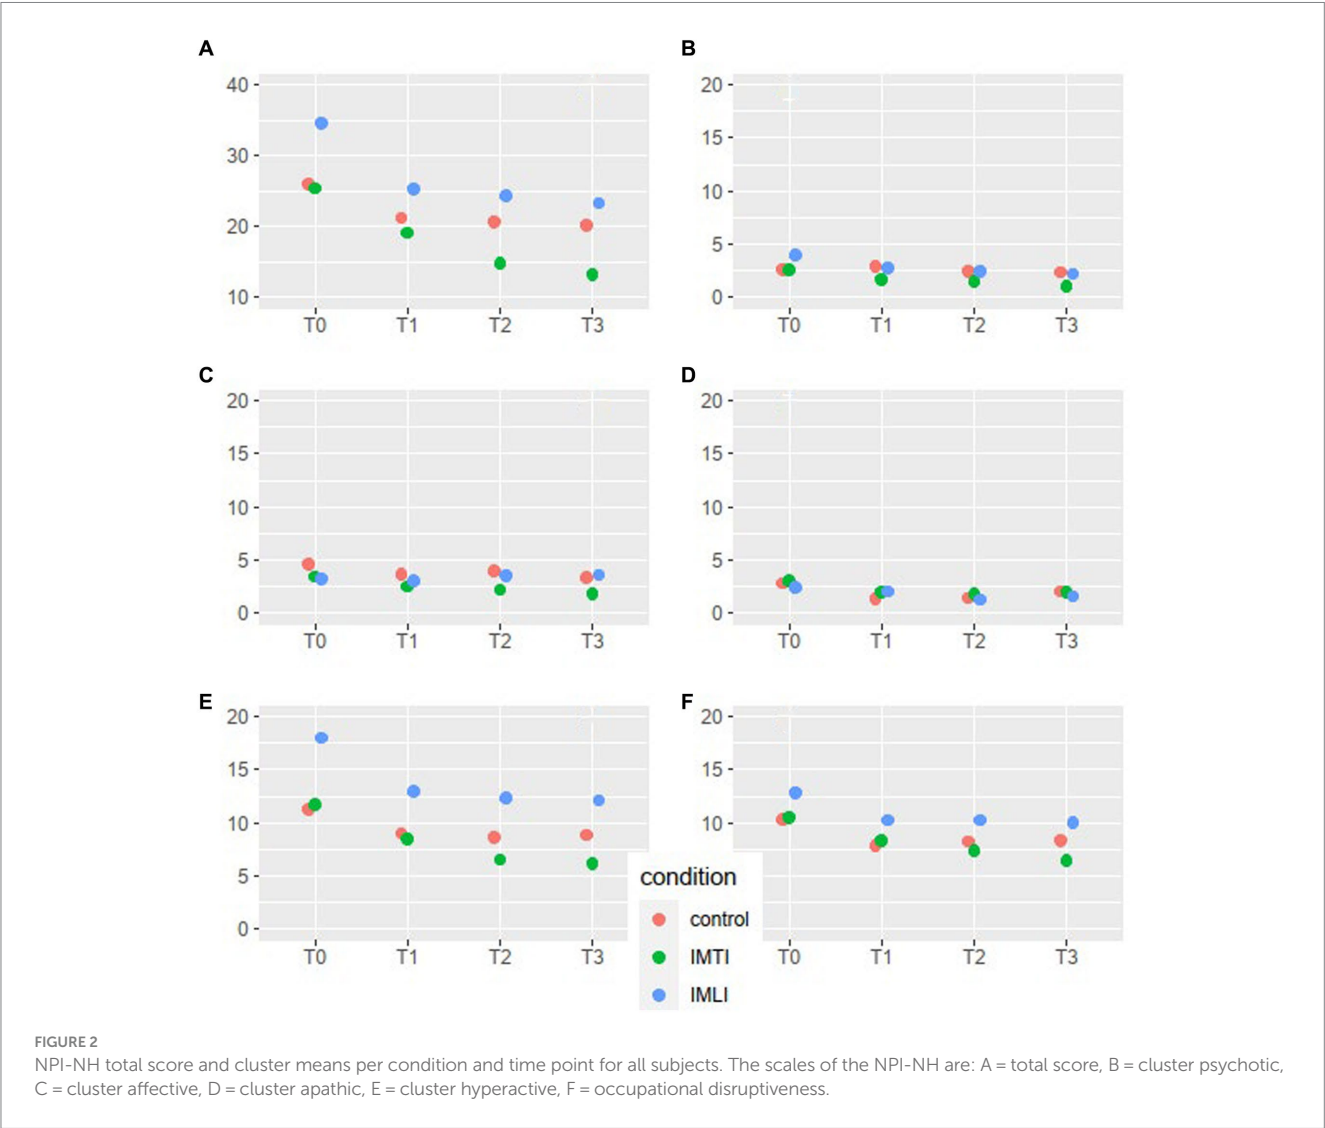 A
40
30
20
10
T0 T1 T2 T3
B
20
15
10
5
0
T0 T1 T2 T3
C
20
15
10
5
0
T0 T1 T2 T3
D
20
15
10
5
0
T0 T1 T2 T3
E
20
15
10
5
0
T0 T1 T2 T3
F
20
15
10
T0 T1 T2 T3
condition
control
IMTI
IMLI
FIGURE 2
NPI-NH total score and cluster means per condition and time point for all subjects. The scales of the NPI-NH are: A = total score, B = cluster psychotic,
C = cluster affective, D = cluster apathic, E = cluster hyperactive, F = occupational disruptiveness.